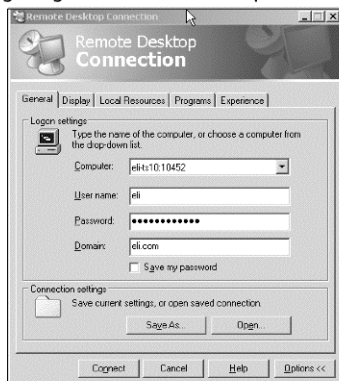 Remote Desktop Connection
Remote Desktop
Connection
General Display Local Resources Programs Experience
Logon settings
Type the name of the computer, or choose a computer from
the drop-down list.
Computer: eli-ts10:10452
User name: eli
Password: ••••••••••••
Domain: eli.com
Save my password
Connection settings
Save current settings, or open saved connection.
Save As... Open...
Connect Cancel Help Options <<